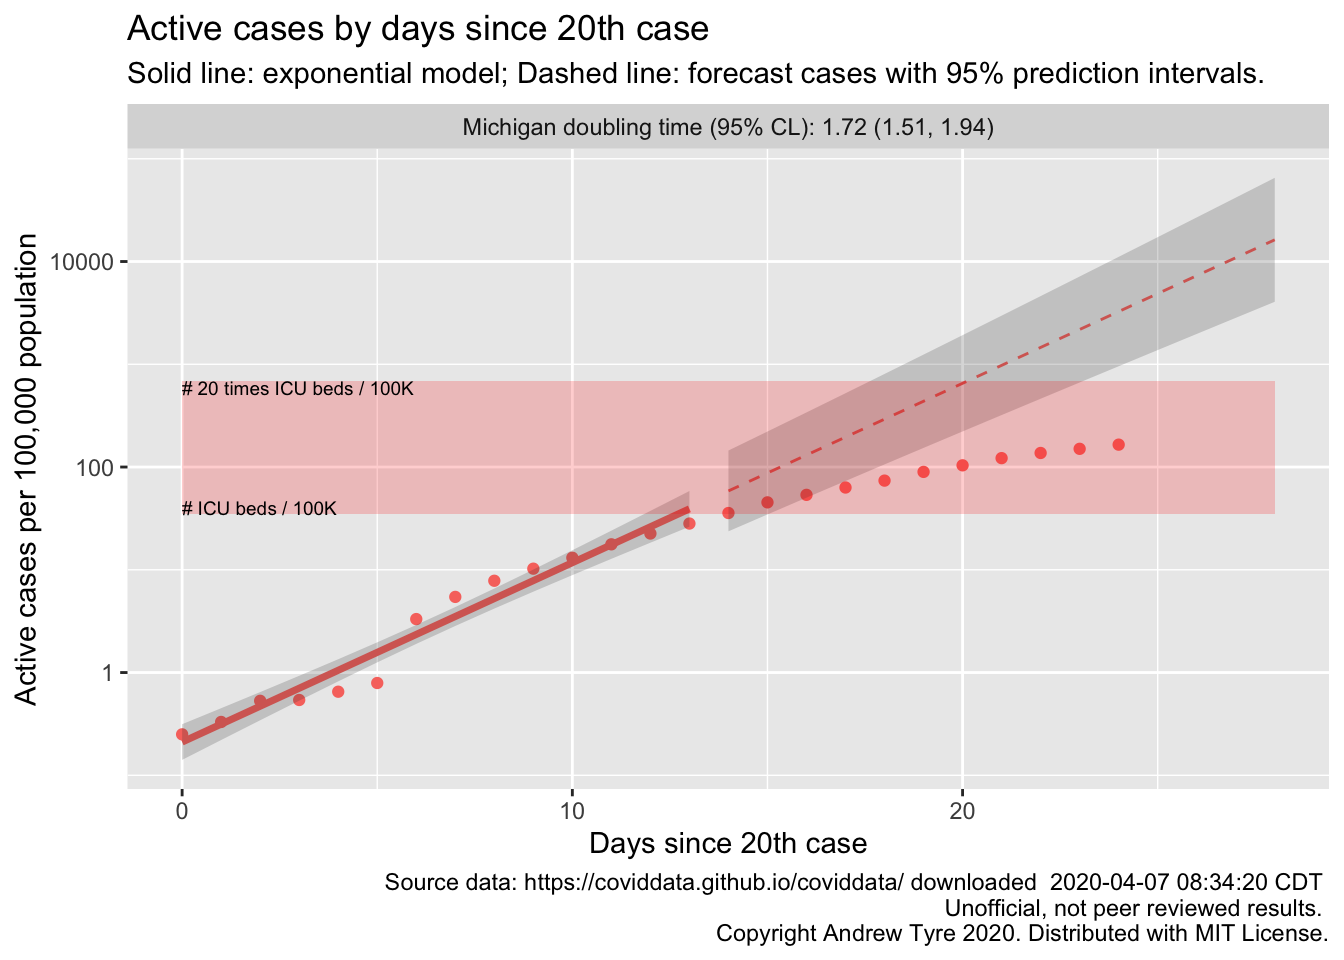 Active cases by days since 20th case
Solid line: exponential model; Dashed line: forecast cases with 95% prediction intervals.
Michigan doubling time (95% CL): 1.72 (1.51, 1.94)
Active cases per 100,000 population
10000
100
1
# 20 times ICU beds / 100K
# ICU beds / 100K
0
10
20
Days since 20th case
Source data: https://coviddata.github.io/coviddata/ downloaded  2020-04-07 08:34:20 CDT
Unofficial, not peer reviewed results.
Copyright Andrew Tyre 2020. Distributed with MIT License.